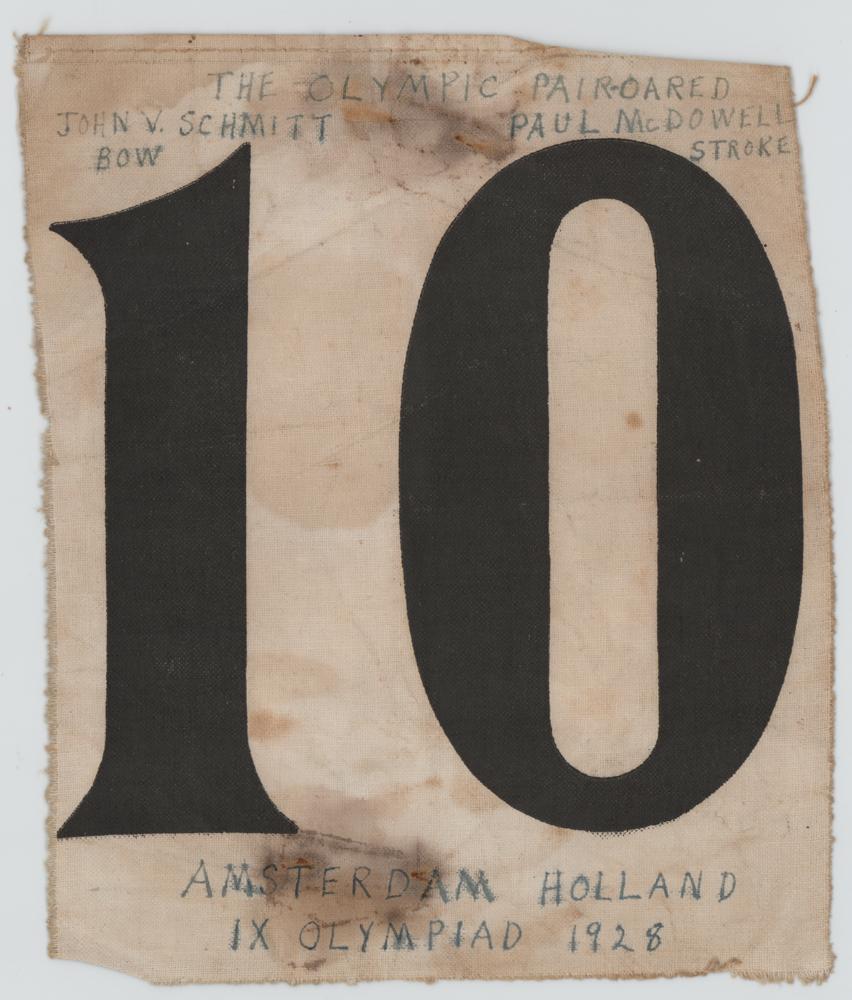 THE OLYMPIC PAIR-OARED
JOHN V. SCHMITT PAUL McDOWELL
BOW STROKE
10
AMSTERDAM HOLLAND
IX OLYMPIAD 1928